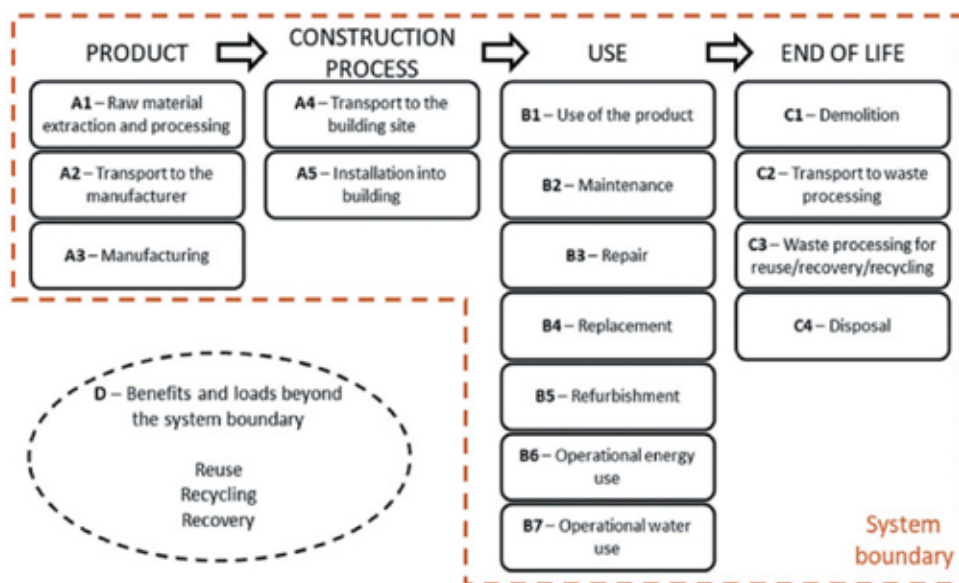 PRODUCT
A1 – Raw material
extraction and processing
A2 – Transport to the
manufacturer
A3 – Manufacturing
CONSTRUCTION
PROCESS
A4 – Transport to the
building site
A5 – Installation into
building
USE
B1 – Use of the product
B2 – Maintenance
B3 – Repair
B4 – Replacement
B5 – Refurbishment
B6 – Operational energy
use
B7 – Operational water
use
END OF LIFE
C1 – Demolition
C2 – Transport to waste
processing
C3 – Waste processing for
reuse/recovery/recycling
C4 – Disposal
D – Benefits and loads beyond
the system boundary
Reuse
Recycling
Recovery
System
boundary